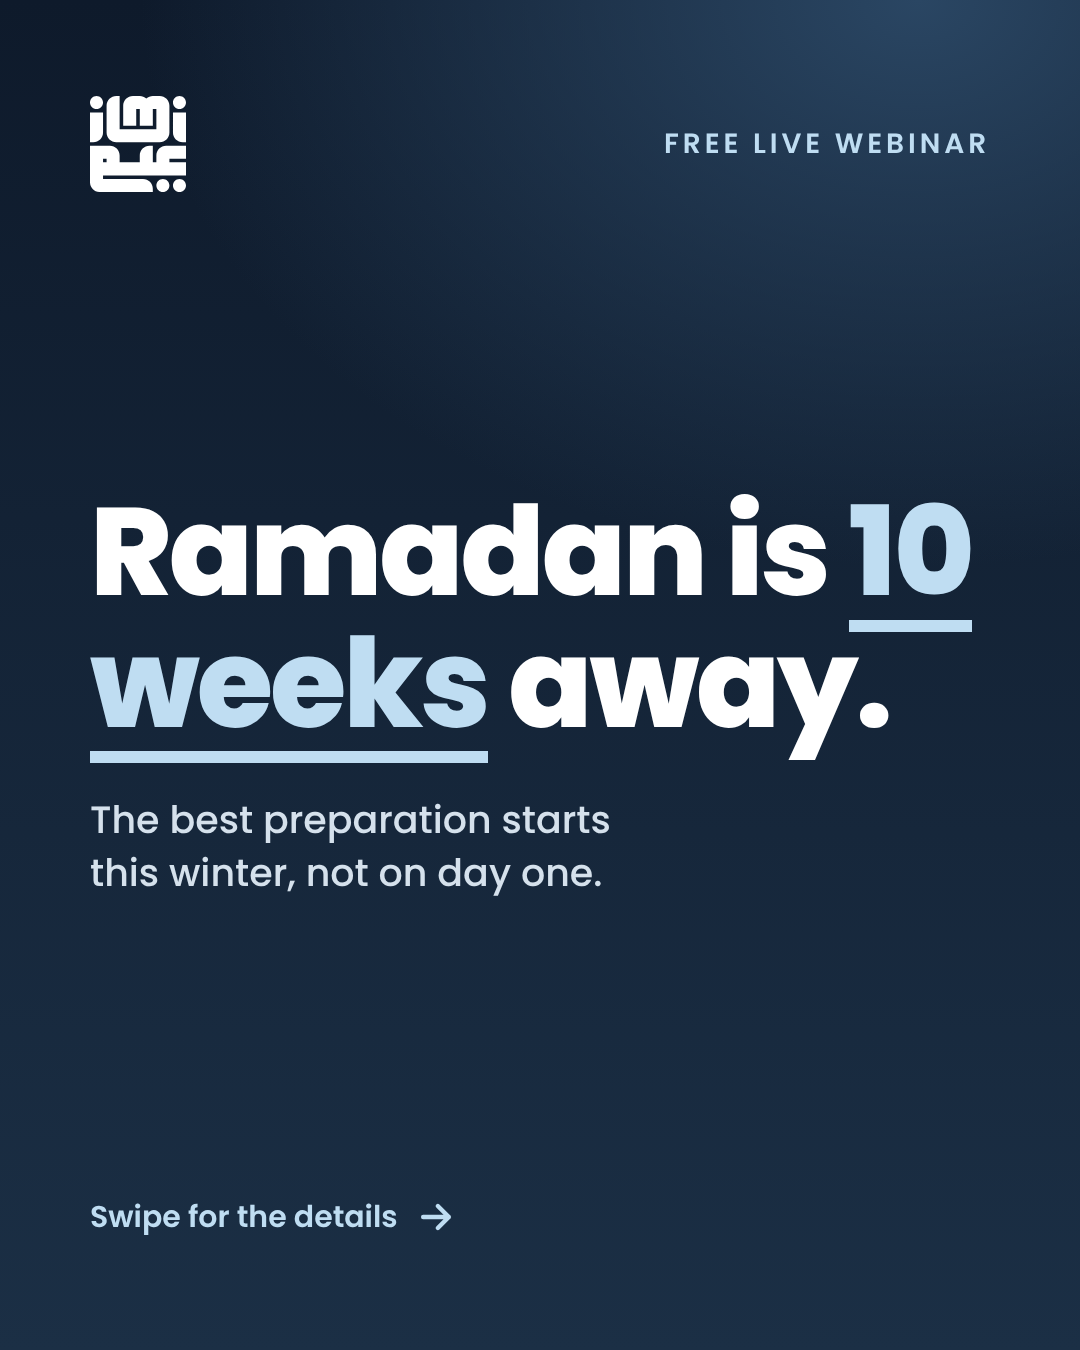 FREE LIVE WEBINAR
Ramadan is 10
weeks away.
The best preparation starts
this winter, not on day one.
Swipe for the details →